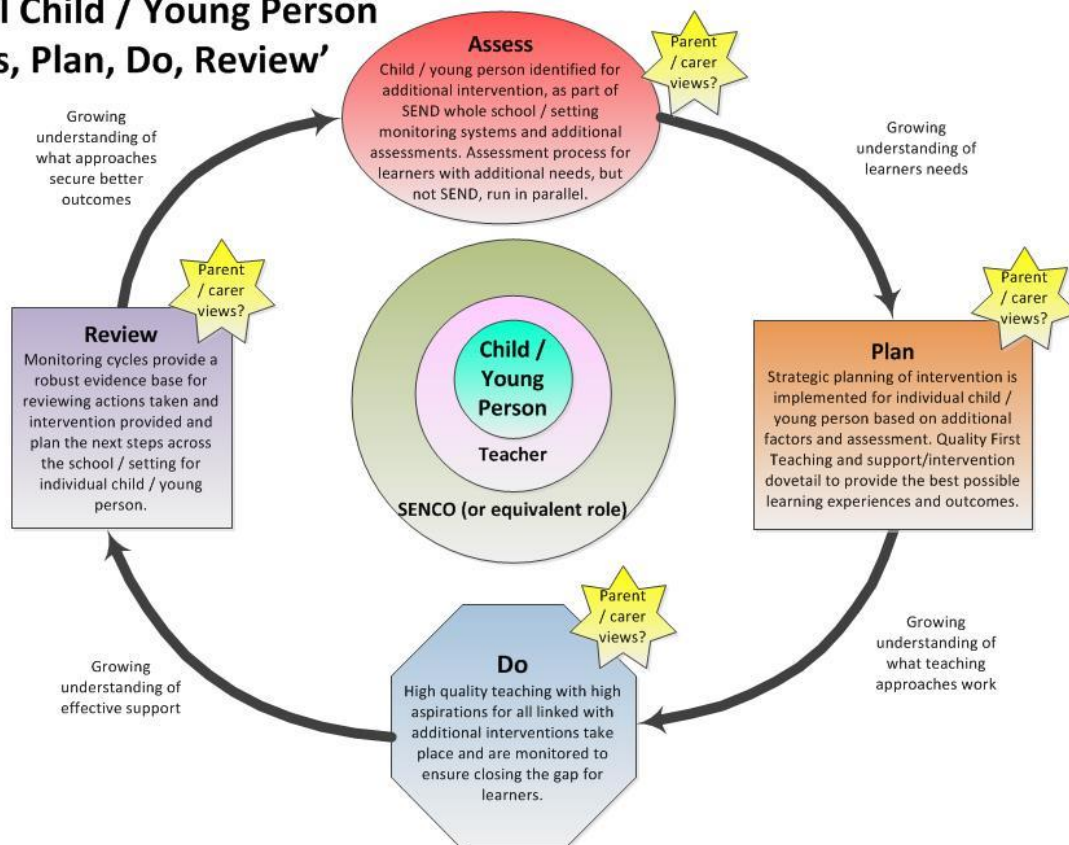 l Child / Young Person
s, Plan, Do, Review’
Assess
Child / young person identified for
additional intervention, as part of
SEND whole school / setting
monitoring systems and additional
assessments. Assessment process for
learners with additional needs, but
not SEND, run in parallel.
Parent
/ carer
views?
Growing
understanding of
what approaches
secure better
outcomes
Growing
understanding of
learners needs
Parent
/ carer
views?
Review
Monitoring cycles provide a
robust evidence base for
reviewing actions taken and
intervention provided and
plan the next steps across
the school / setting for
individual child / young
person.
Child /
Young
Person
Teacher
SENCO (or equivalent role)
Parent
/ carer
views?
Plan
Strategic planning of intervention is
implemented for individual child /
young person based on additional
factors and assessment. Quality First
Teaching and support/intervention
dovetail to provide the best possible
learning experiences and outcomes.
Growing
understanding of
effective support
Parent
/ carer
views?
Do
High quality teaching with high
aspirations for all linked with
additional interventions take
place and are monitored to
ensure closing the gap for
learners.
Growing
understanding of
what teaching
approaches work